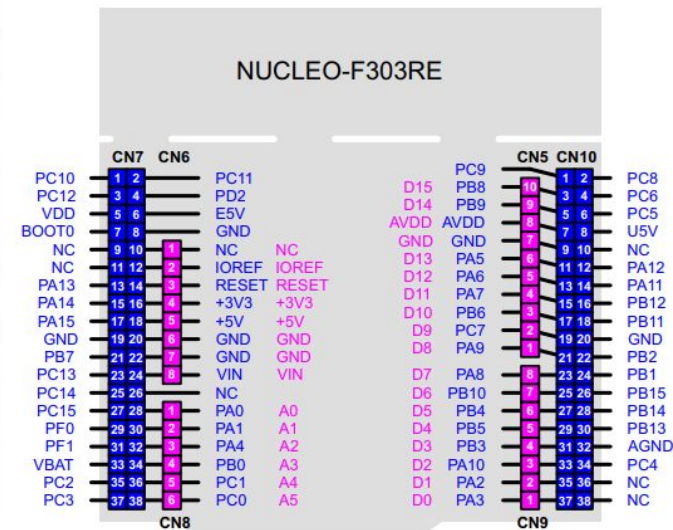 NUCLEO-F303RE
CN7 CN6 CN5 CN10
PC10 1 2 PC11 PC9 1 2 PC8
PC12 3 4 PD2 D15 PB8 10 3 4 PC6
VDD 5 6 E5V D14 PB9 9 5 6 PC5
BOOT0 7 8 GND AVDD AVDD 8 7 8 U5V
NC 9 10 1 NC NC GND GND 7 9 10 NC
NC 11 12 2 IOREF IOREF D13 PA5 6 11 12 PA12
PA13 13 14 3 RESET RESET D12 PA6 5 13 14 PA11
PA14 15 16 4 +3V3 +3V3 D11 PA7 4 15 16 PB12
PA15 17 18 5 +5V +5V D10 PB6 3 17 18 PB11
GND 19 20 6 GND GND D9 PC7 2 19 20 GND
PB7 21 22 7 GND GND D8 PA9 1 21 22 PB2
PC13 23 24 8 VIN VIN D7 PA8 8 23 24 PB1
PC14 25 26 NC D6 PB10 7 25 26 PB15
PC15 27 28 1 PA0 A0 D5 PB4 6 27 28 PB14
PF0 29 30 2 PA1 A1 D4 PB5 5 29 30 PB13
PF1 31 32 3 PA4 A2 D3 PB3 4 31 32 AGND
VBAT 33 34 4 PB0 A3 D2 PA10 3 33 34 PC4
PC2 35 36 5 PC1 A4 D1 PA2 2 35 36 NC
PC3 37 38 6 PC0 A5 D0 PA3 1 37 38 NC
CN8 CN9